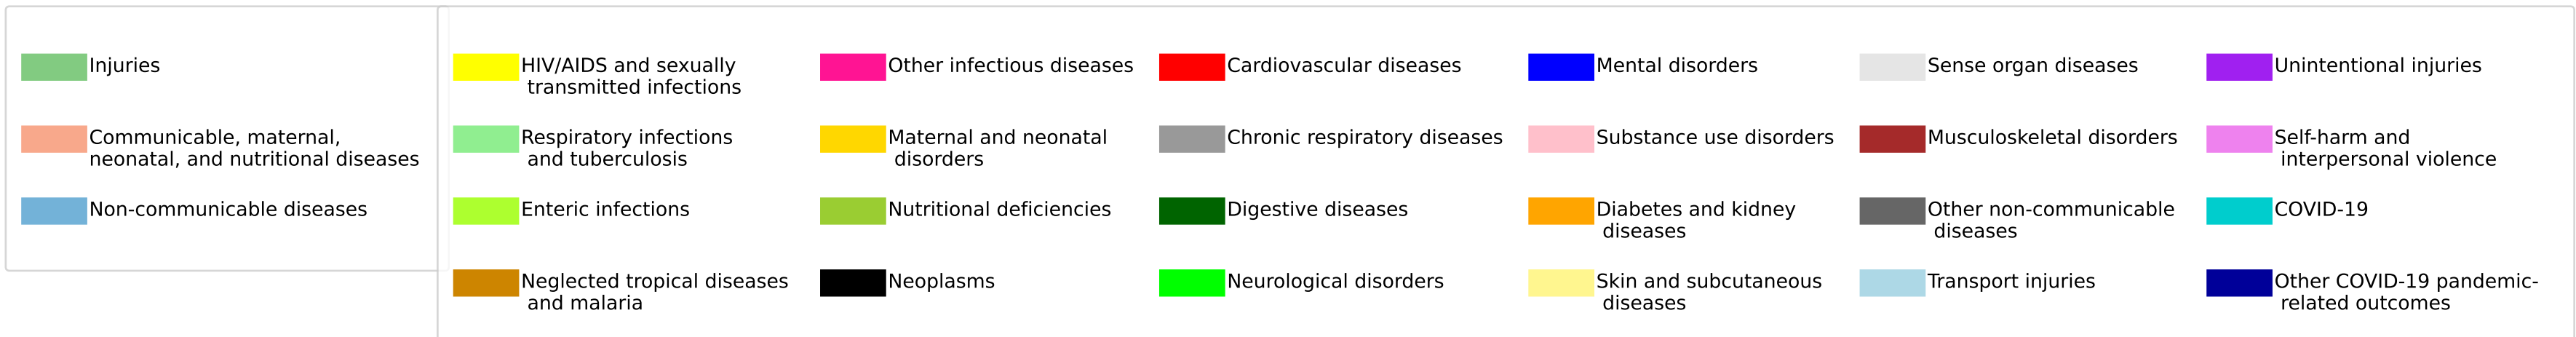 Injuries
Communicable, maternal,
neonatal, and nutritional diseases
Non-communicable diseases
HIV/AIDS and sexually
transmitted infections
Respiratory infections
and tuberculosis
Enteric infections
Neglected tropical diseases
and malaria
Other infectious diseases
Maternal and neonatal
disorders
Nutritional deficiencies
Neoplasms
Cardiovascular diseases
Chronic respiratory diseases
Digestive diseases
Neurological disorders
Mental disorders
Substance use disorders
Diabetes and kidney
diseases
Skin and subcutaneous
diseases
Sense organ diseases
Musculoskeletal disorders
Other non-communicable
diseases
Transport injuries
Unintentional injuries
Self-harm and
interpersonal violence
COVID-19
Other COVID-19 pandemic-
related outcomes